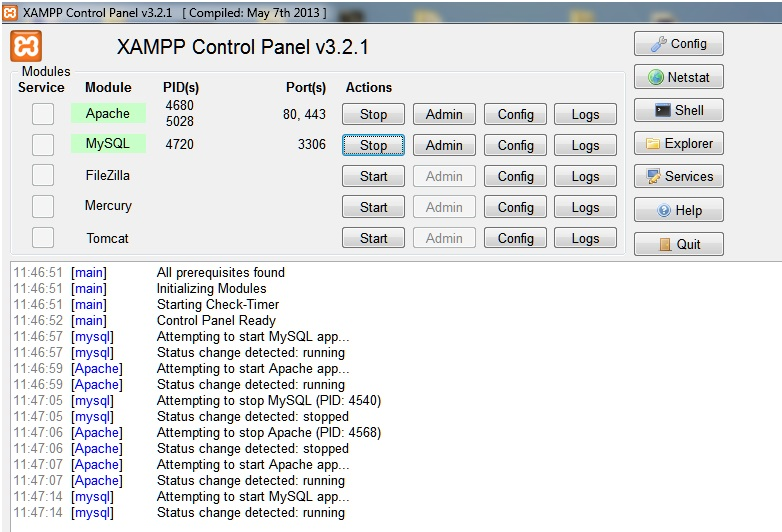 XAMPP Control Panel v3.2.1 [ Compiled: May 7th 2013 ]
XAMPP Control Panel v3.2.1
Config
Modules
Service Module PID(s) Port(s) Actions
Netstat
Apache 4680 5028 80, 443 Stop Admin Config Logs
Shell
MySQL 4720 3306 Stop Admin Config Logs
Explorer
FileZilla Start Admin Config Logs
Services
Mercury Start Admin Config Logs
Help
Tomcat Start Admin Config Logs
Quit
11:46:51 [main] All prerequisites found
11:46:51 [main] Initializing Modules
11:46:51 [main] Starting Check-Timer
11:46:52 [main] Control Panel Ready
11:46:57 [mysql] Attempting to start MySQL app...
11:46:57 [mysql] Status change detected: running
11:46:59 [Apache] Attempting to start Apache app...
11:46:59 [Apache] Status change detected: running
11:47:05 [mysql] Attempting to stop MySQL (PID: 4540)
11:47:05 [mysql] Status change detected: stopped
11:47:06 [Apache] Attempting to stop Apache (PID: 4568)
11:47:06 [Apache] Status change detected: stopped
11:47:07 [Apache] Attempting to start Apache app...
11:47:07 [Apache] Status change detected: running
11:47:14 [mysql] Attempting to start MySQL app...
11:47:14 [mysql] Status change detected: running